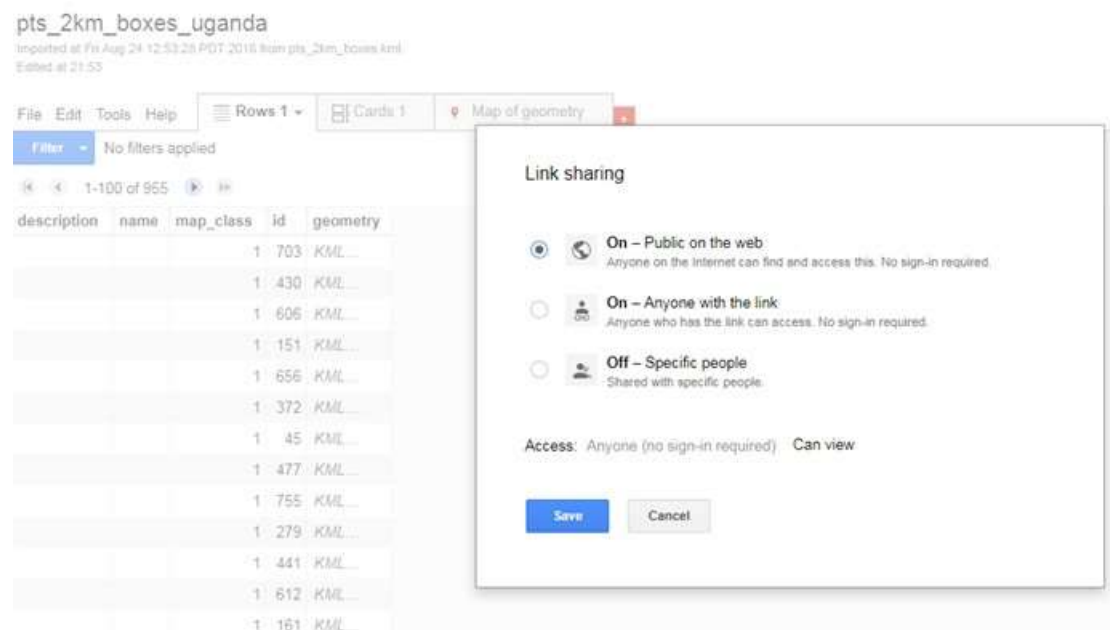 pts_2km_boxes_uganda
Imported at Fri Aug 24 12:53:28 PDT 2018 from pts_2km_boxes.kml.
Edited at 21:53
File Edit Tools Help Rows 1 Cards 1 Map of geometry +
Filter No filters applied
1-100 of 955
description name map_class id geometry
1 703 KML...
1 430 KML...
1 606 KML...
1 151 KML...
1 656 KML...
1 372 KML...
1 45 KML...
1 477 KML...
1 755 KML...
1 279 KML...
1 441 KML...
1 612 KML...
1 161 KML...
Link sharing
On – Public on the web
Anyone on the Internet can find and access this. No sign-in required.
On – Anyone with the link
Anyone who has the link can access. No sign-in required.
Off – Specific people
Shared with specific people.
Access: Anyone (no sign-in required) Can view
Save Cancel